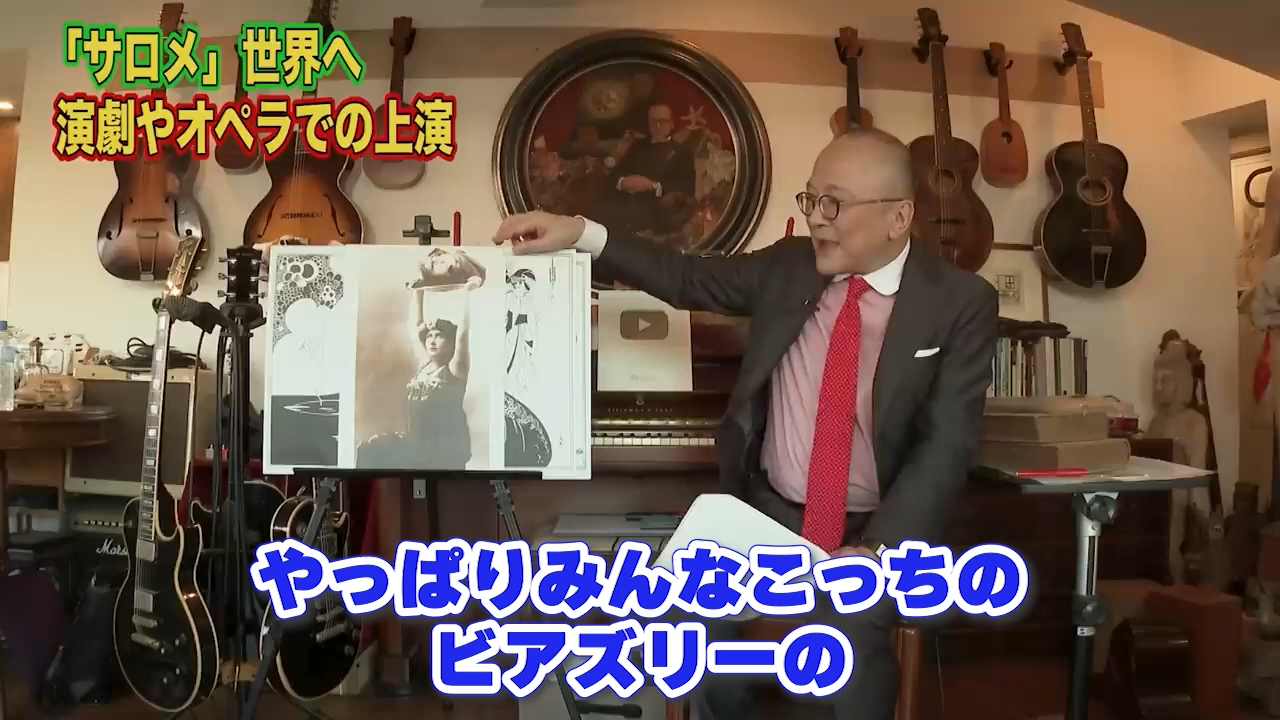 「サロメ」世界へ
演劇やオペラでの上演
Mars
やっぱりみんなこっちの
ビアズリーの